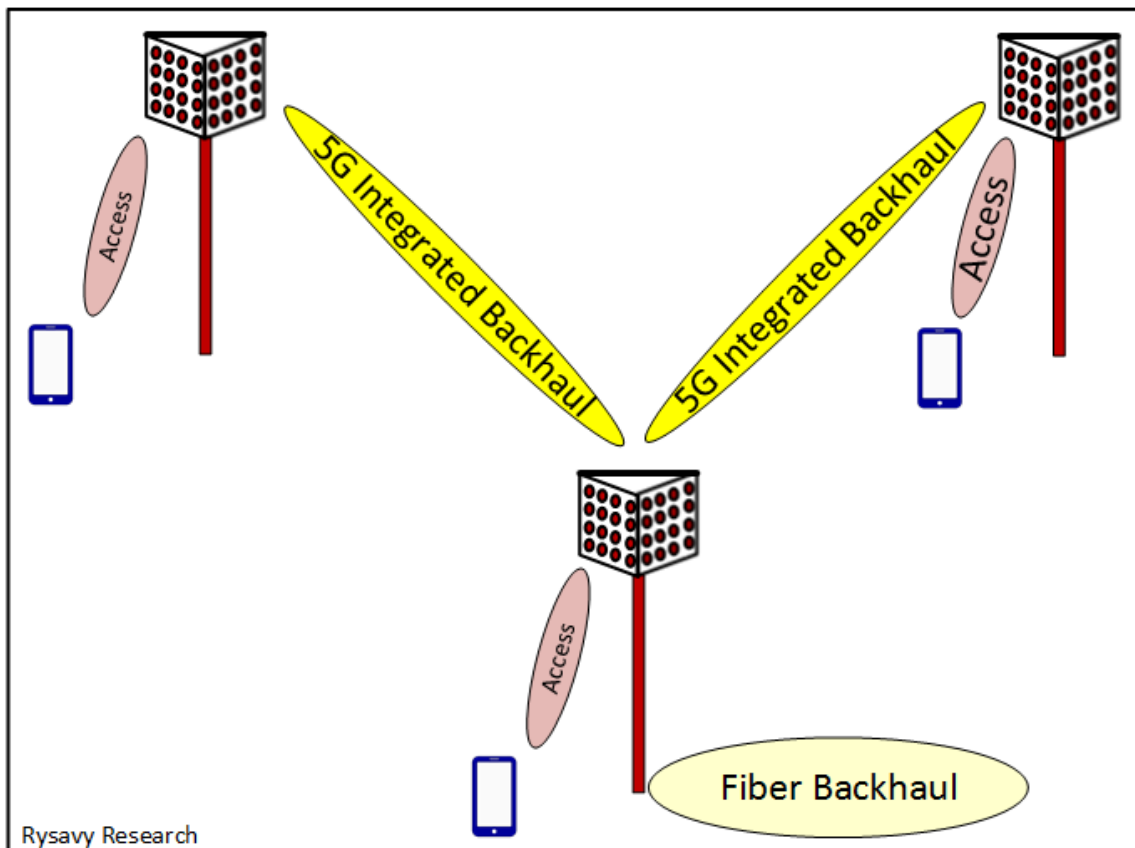 5G Integrated Backhaul
5G Integrated Backhaul
Access
Access
Access
Fiber Backhaul
Rysavy Research